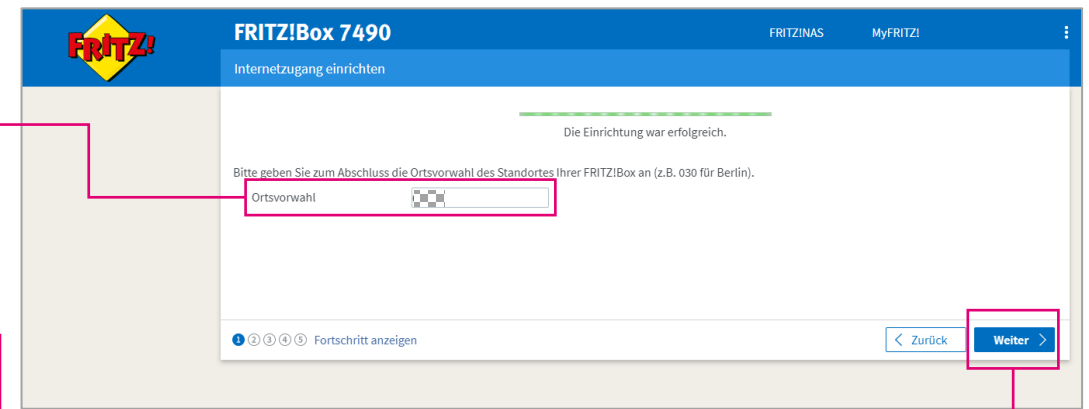 FRITZ!
FRITZ!Box 7490
FRITZ!NAS
MyFRITZ!
Internetzugang einrichten
Die Einrichtung war erfolgreich.
Bitte geben Sie zum Abschluss die Ortsvorwahl des Standortes Ihrer FRITZ!Box an (z.B. 030 für Berlin).
Ortsvorwahl
1 2 3 4 5 Fortschritt anzeigen
Zurück
Weiter